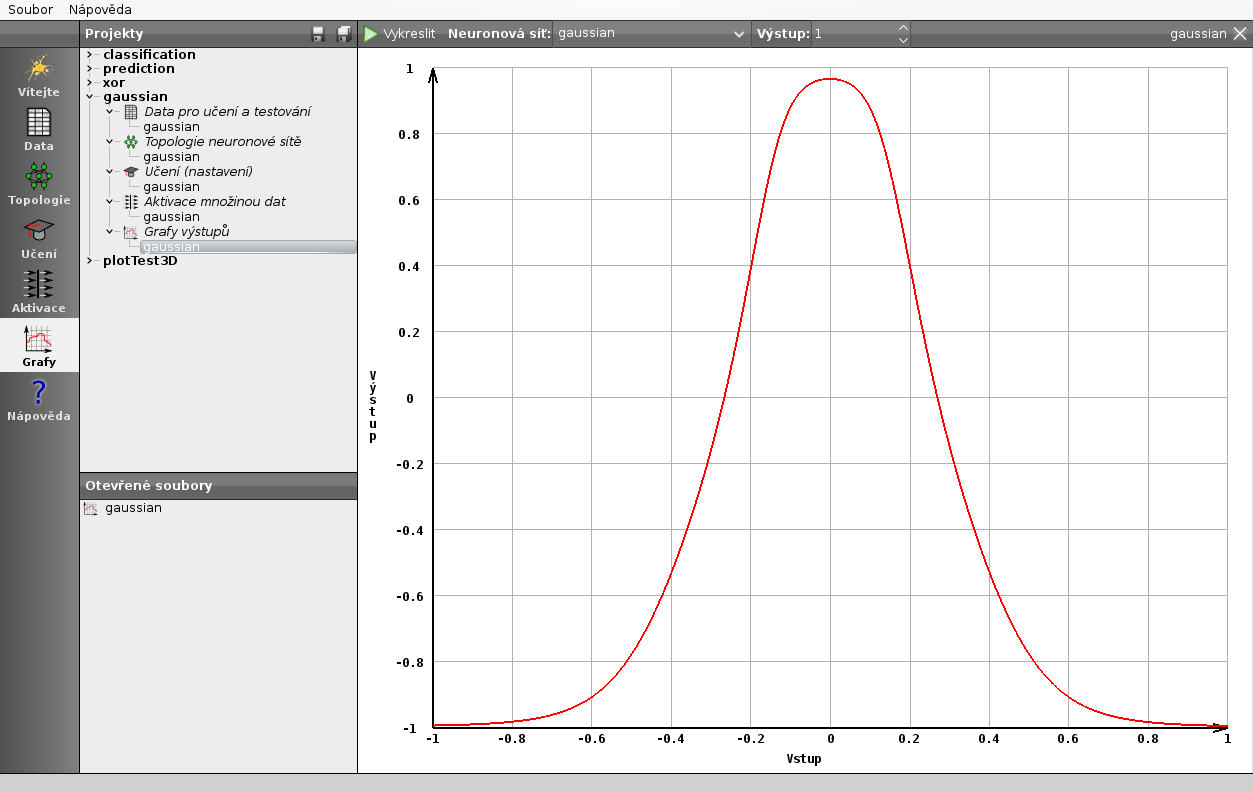 Soubor Nápověda
Projekty
Vykreslit Neuronová síť: gaussian Výstup: 1 gaussian
Vítejte
Data
Topologie
Učení
Aktivace
Grafy
Nápověda
classification
prediction
xor
gaussian
Data pro učení a testování
gaussian
Topologie neuronové sítě
gaussian
Učení (nastavení)
gaussian
Aktivace množinou dat
gaussian
Grafy výstupů
gaussian
plotTest3D
Otevřené soubory
gaussian
1
0.8
0.6
0.4
0.2
0
-0.2
-0.4
-0.6
-0.8
-1
Výstup
-1 -0.8 -0.6 -0.4 -0.2 0 0.2 0.4 0.6 0.8 1
Vstup